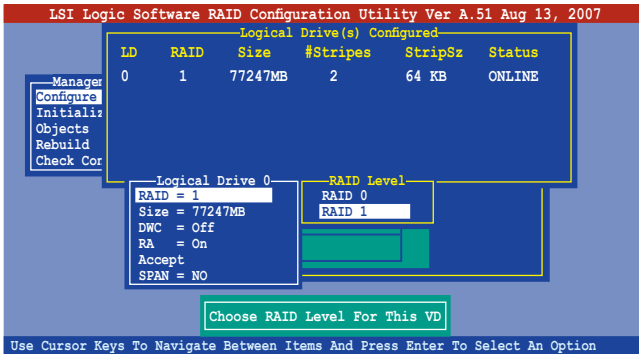 LSI Logic Software RAID Configuration Utility Ver A.51 Aug 13, 2007
Logical Drive(s) Configured
LD RAID Size #Stripes StripSz Status
0 1 77247MB 2 64 KB ONLINE
Managem
Configure
Initializ
Objects
Rebuild
Check Con
Logical Drive 0
RAID = 1
Size = 77247MB
DWC = Off
RA = On
Accept
SPAN = NO
RAID Level
RAID 0
RAID 1
Choose RAID Level For This VD
Use Cursor Keys To Navigate Between Items And Press Enter To Select An Option